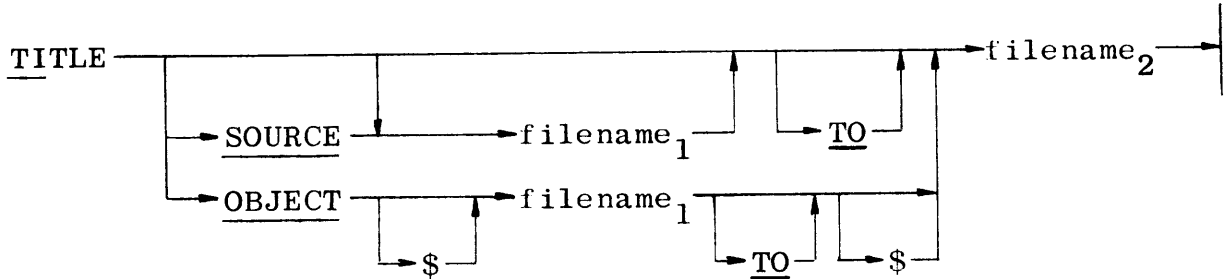 TITLE filename2
SOURCE filename1 TO
OBJECT filename1
$ TO $